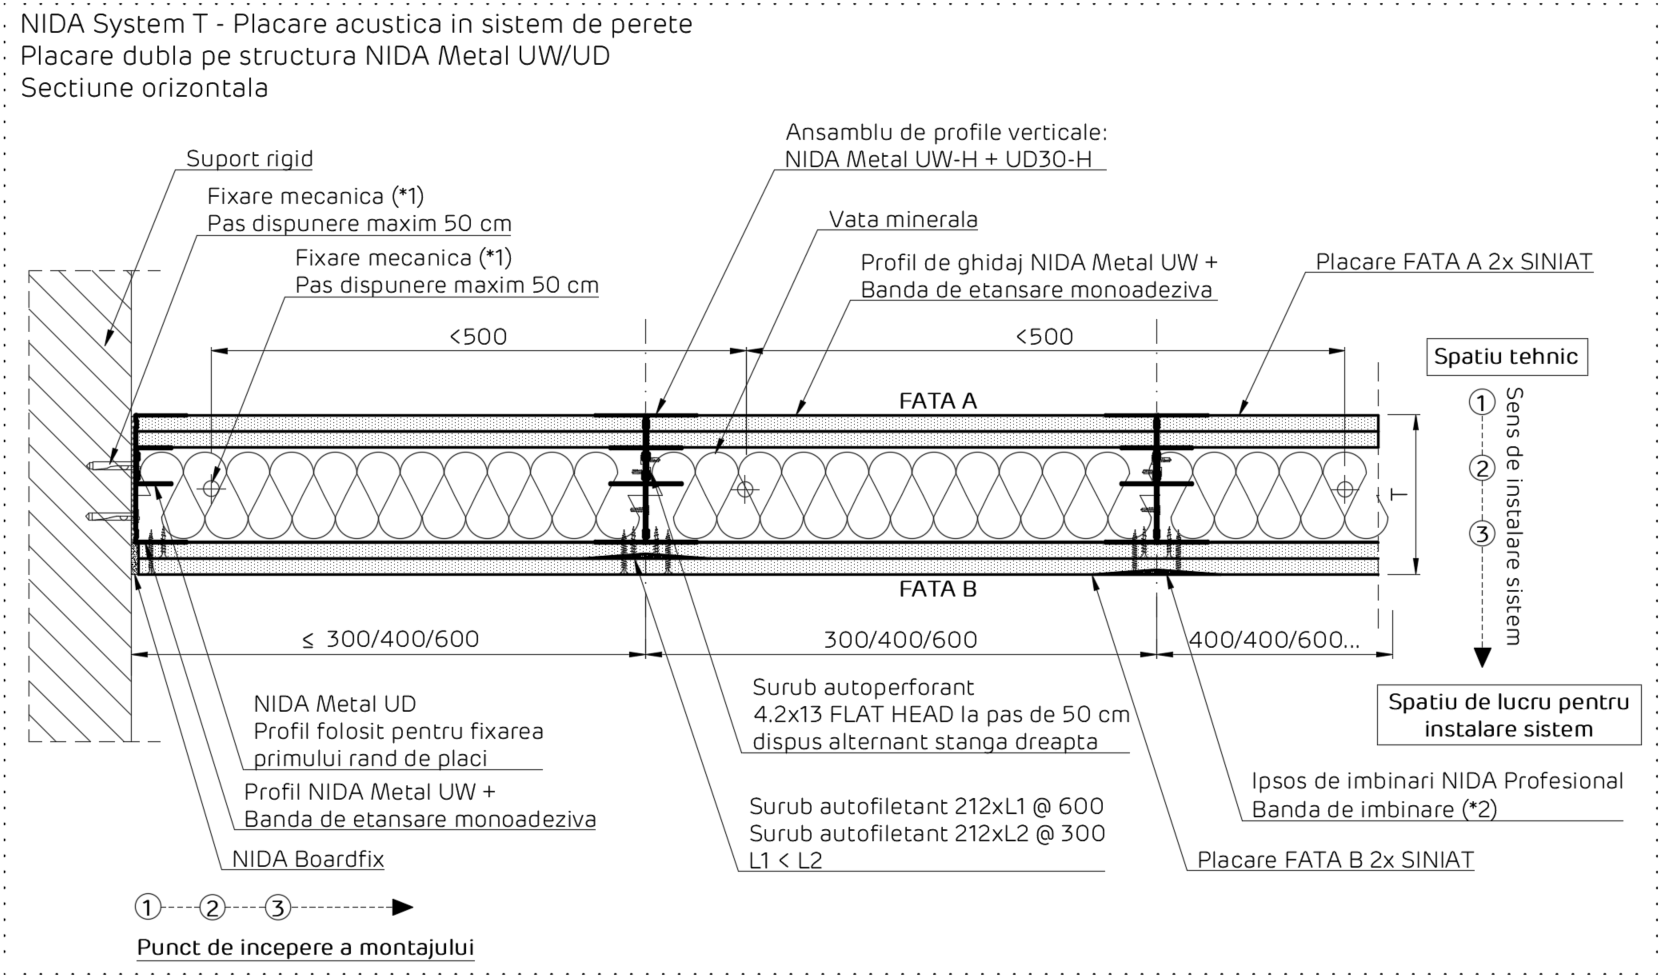 NIDA System T - Placare acustica in sistem de perete
Placare dubla pe structura NIDA Metal UW/UD
Sectiune orizontala
Ansamblu de profile verticale:
NIDA Metal UW-H + UD30-H
Suport rigid
Fixare mecanica (*1)
Pas dispunere maxim 50 cm
Vata minerala
Fixare mecanica (*1)
Pas dispunere maxim 50 cm
Profil de ghidaj NIDA Metal UW +
Banda de etansare monoadeziva
Placare FATA A 2x SINIAT
<500
<500
Spatiu tehnic
FATA A
1
2
3
Sens de instalare sistem
T
FATA B
≤ 300/400/600
300/400/600
400/400/600...
Spatiu de lucru pentru
instalare sistem
NIDA Metal UD
Profil folosit pentru fixarea
primului rand de placi
Surub autoperforant
4.2x13 FLAT HEAD la pas de 50 cm
dispus alternant stanga dreapta
Profil NIDA Metal UW +
Banda de etansare monoadeziva
Surub autofiletant 212xL1 @ 600
Surub autofiletant 212xL2 @ 300
L1 < L2
Ipsos de imbinari NIDA Profesional
Banda de imbinare (*2)
NIDA Boardfix
Placare FATA B 2x SINIAT
1 2 3
Punct de incepere a montajului